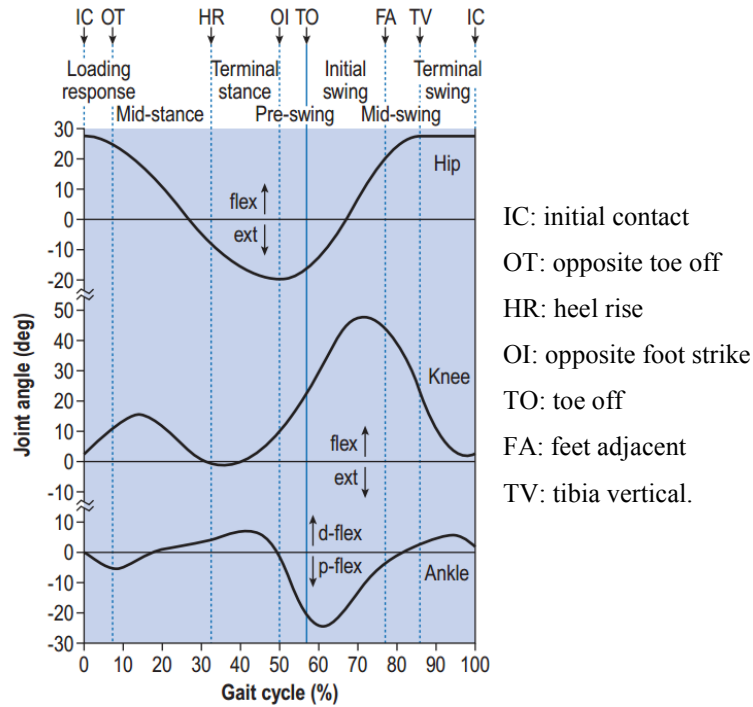 IC OT HR OI TO FA TV IC
Loading response
Terminal stance
Initial swing
Terminal swing
Mid-stance
Pre-swing
Mid-swing
30
20
10
0
-10
-20
Hip
flex
ext
50
40
30
20
10
0
-10
Knee
flex
ext
10
0
-10
-20
-30
d-flex
p-flex
Ankle
Joint angle (deg)
0 10 20 30 40 50 60 70 80 90 100
Gait cycle (%)
IC: initial contact
OT: opposite toe off
HR: heel rise
OI: opposite foot strike
TO: toe off
FA: feet adjacent
TV: tibia vertical.